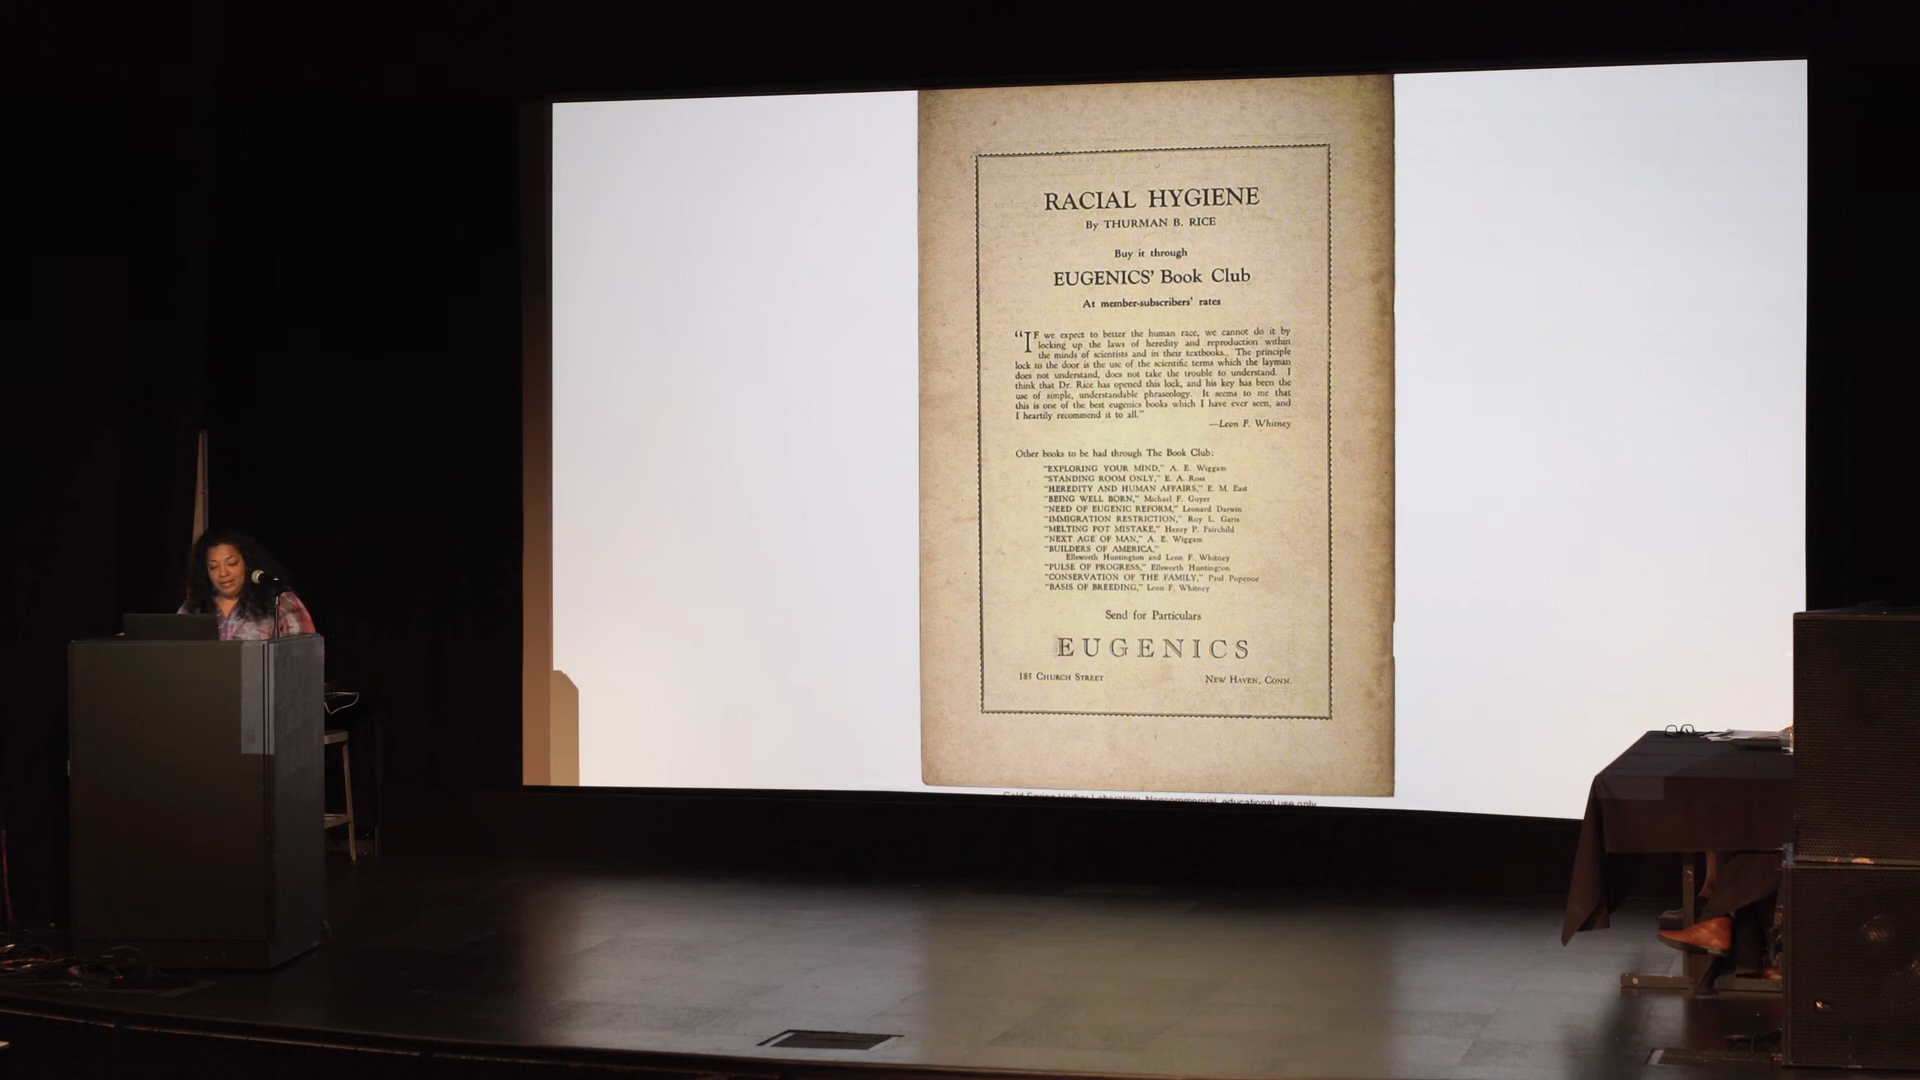 RACIAL HYGIENE
By THURMAN B. RICE
Buy it through
EUGENICS' Book Club
At member-subscribers' rates
"IF we expect to better the human race, we cannot do it by
locking up the laws of heredity and reproduction within
the minds of scientists and in their textbooks. The principle
lock to the door is the use of the scientific terms which the layman
does not understand, does not take the trouble to understand. I
think that Dr. Rice has opened this lock, and his key has been the
use of simple, understandable phraseology. It seems to me that
this is one of the best eugenics books which I have ever seen, and
I heartily recommend it to all."
—Leon F. Whitney
Other books to be had through The Book Club:
"EXPLORING YOUR MIND," A. E. Wiggam
"STANDING ROOM ONLY," E. A. Ross
"HEREDITY AND HUMAN AFFAIRS," E. M. East
"BEING WELL BORN," Michael F. Guyer
"NEED OF EUGENIC REFORM," Leonard Darwin
"IMMIGRATION RESTRICTION," Roy L. Garis
"MELTING POT MISTAKE," Henry P. Fairchild
"NEXT AGE OF MAN," A. E. Wiggam
"BUILDERS OF AMERICA,"
Ellsworth Huntington and Leon F. Whitney
"PULSE OF PROGRESS," Ellsworth Huntington
"CONSERVATION OF THE FAMILY," Paul Popenoe
"BASIS OF BREEDING," Leon F. Whitney
Send for Particulars
EUGENICS
185 CHURCH STREET NEW HAVEN, CONN.
Cold Spring Harbor Laboratory. Noncommercial, educational use only.